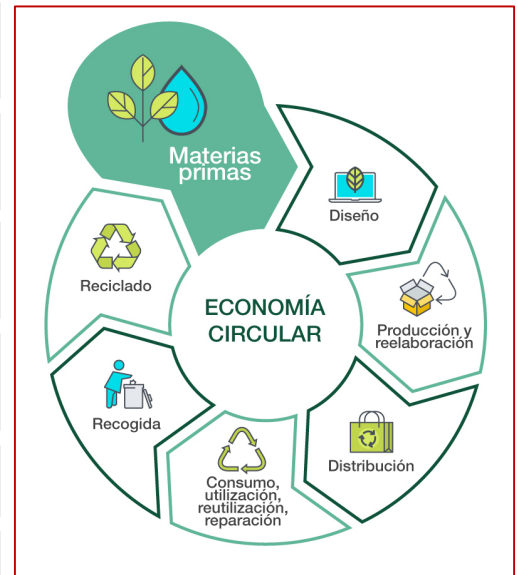 Materias
primas
Diseño
Producción y
reelaboración
Distribución
Consumo,
utilización,
reutilización,
reparación
Recogida
Reciclado
ECONOMÍA
CIRCULAR